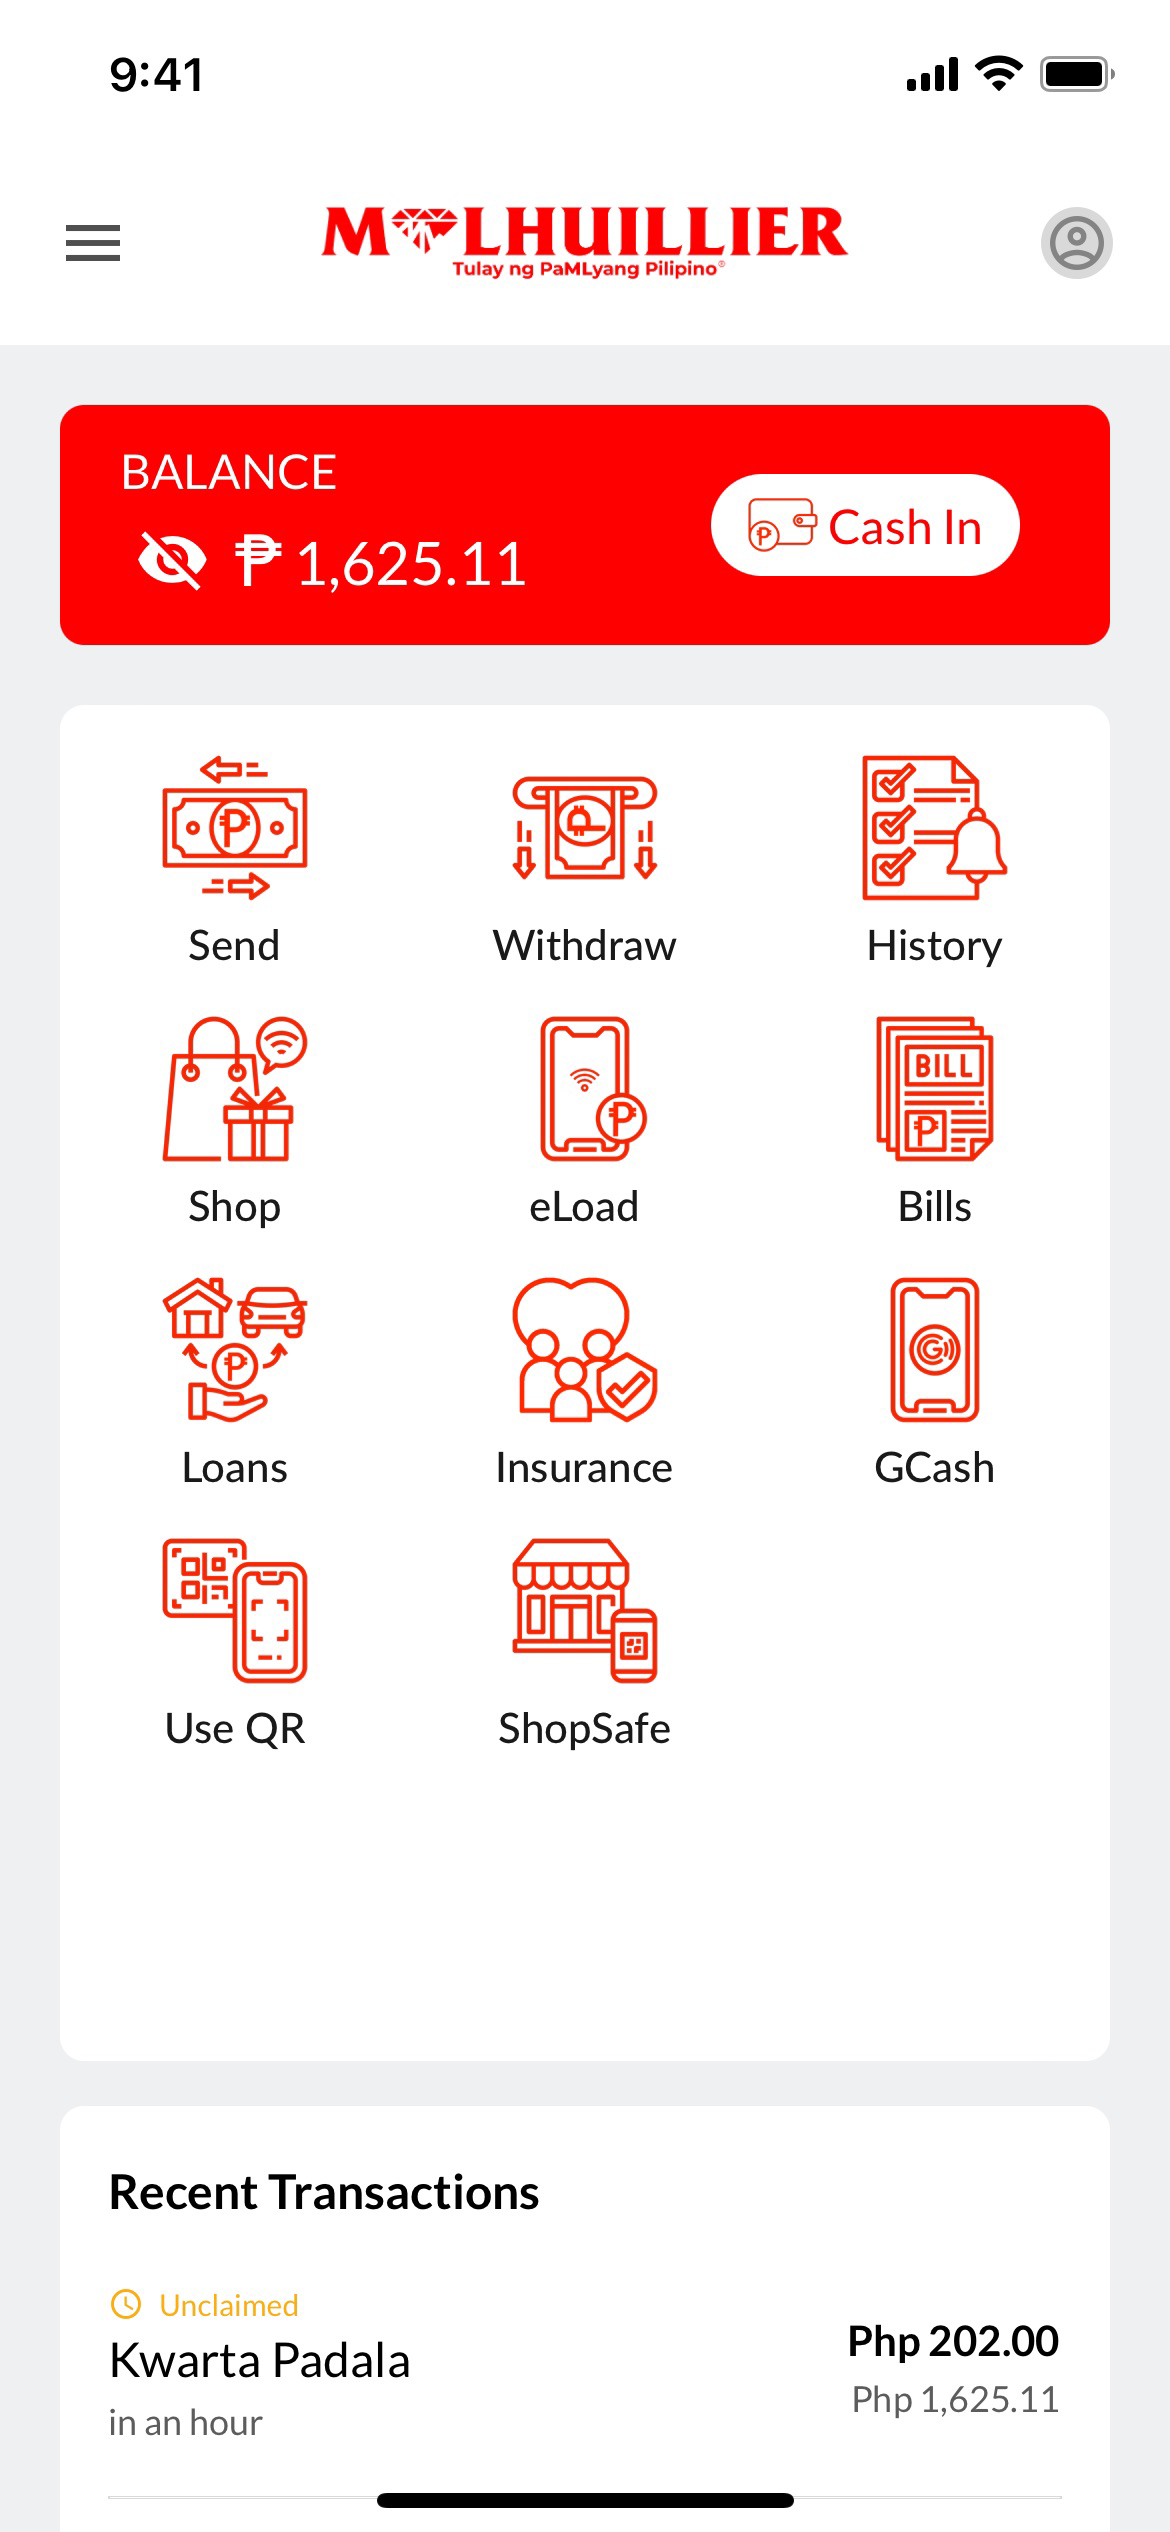 9:41
M LHUILLIER
Tulay ng PaMLyang Pilipino®
BALANCE
₱ 1,625.11
Cash In
Send
Withdraw
History
Shop
eLoad
BILL
Bills
Loans
Insurance
GCash
Use QR
ShopSafe
Recent Transactions
Unclaimed
Kwarta Padala
Php 202.00
Php 1,625.11
in an hour